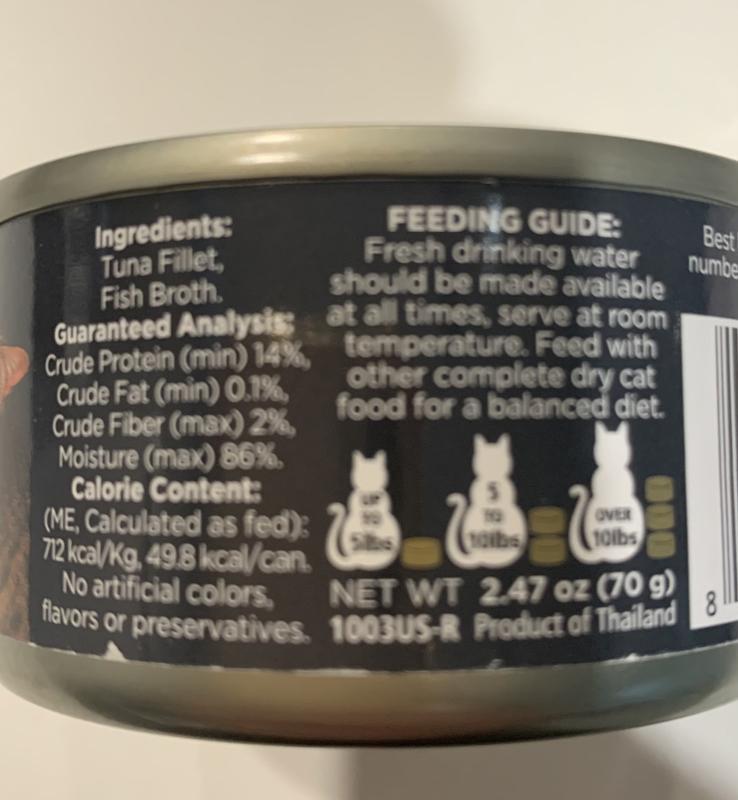 Ingredients:
Tuna Fillet,
Fish Broth.
Guaranteed Analysis:
Crude Protein (min) 14%,
Crude Fat (min) 0.1%,
Crude Fiber (max) 2%,
Moisture (max) 86%.
Calorie Content:
(ME, Calculated as fed):
712 kcal/Kg, 49.8 kcal/can.
No artificial colors,
flavors or preservatives.
FEEDING GUIDE:
Fresh drinking water
should be made available
at all times, serve at room
temperature. Feed with
other complete dry cat
food for a balanced diet.
UP
TO
5lbs
5
TO
10lbs
OVER
10lbs
NET WT 2.47 oz (70 g)
1003US-R Product of Thailand
Best
numbe
8